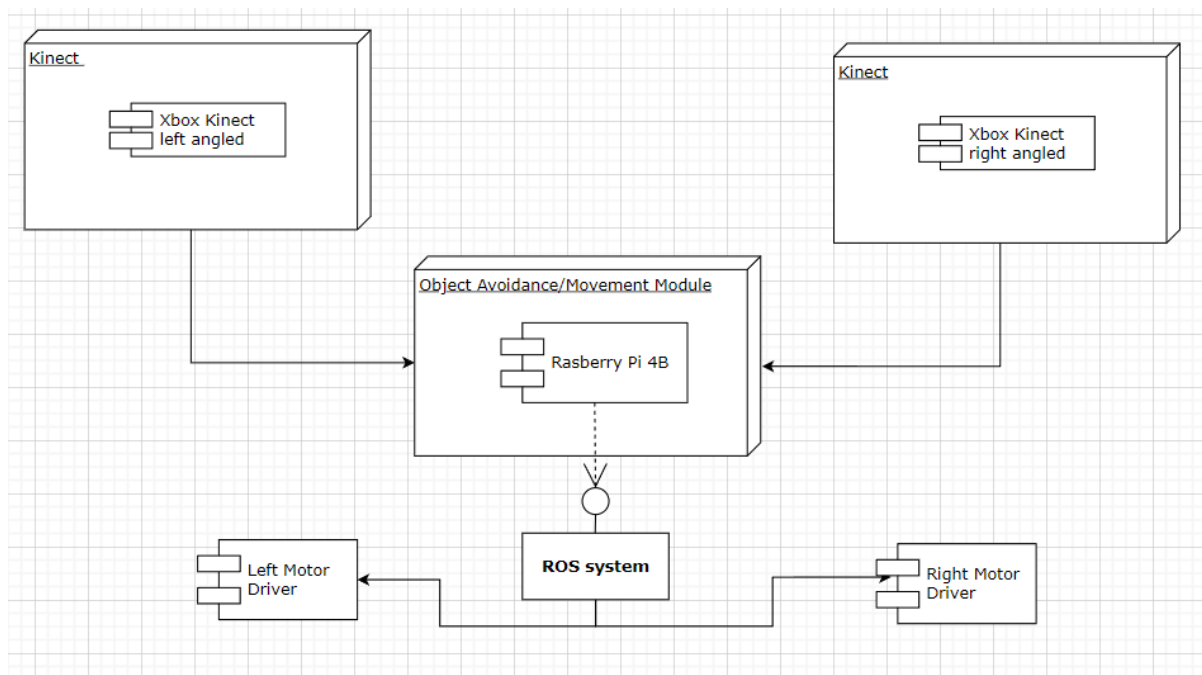 Kinect
Xbox Kinect
left angled
Kinect
Xbox Kinect
right angled
Object Avoidance/Movement Module
Rasberry Pi 4B
ROS system
Left Motor
Driver
Right Motor
Driver